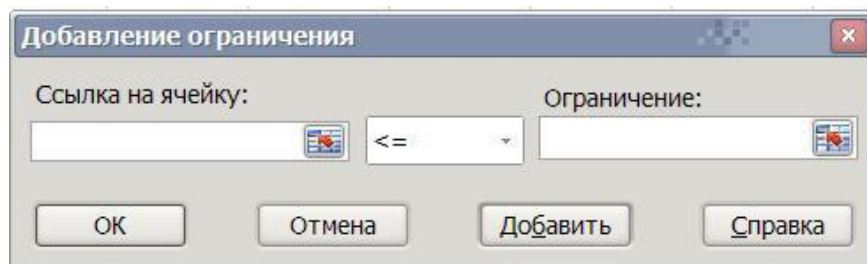 Добавление ограничения
Ссылка на ячейку:
Ограничение:
<=
ОК
Отмена
Добавить
Справка